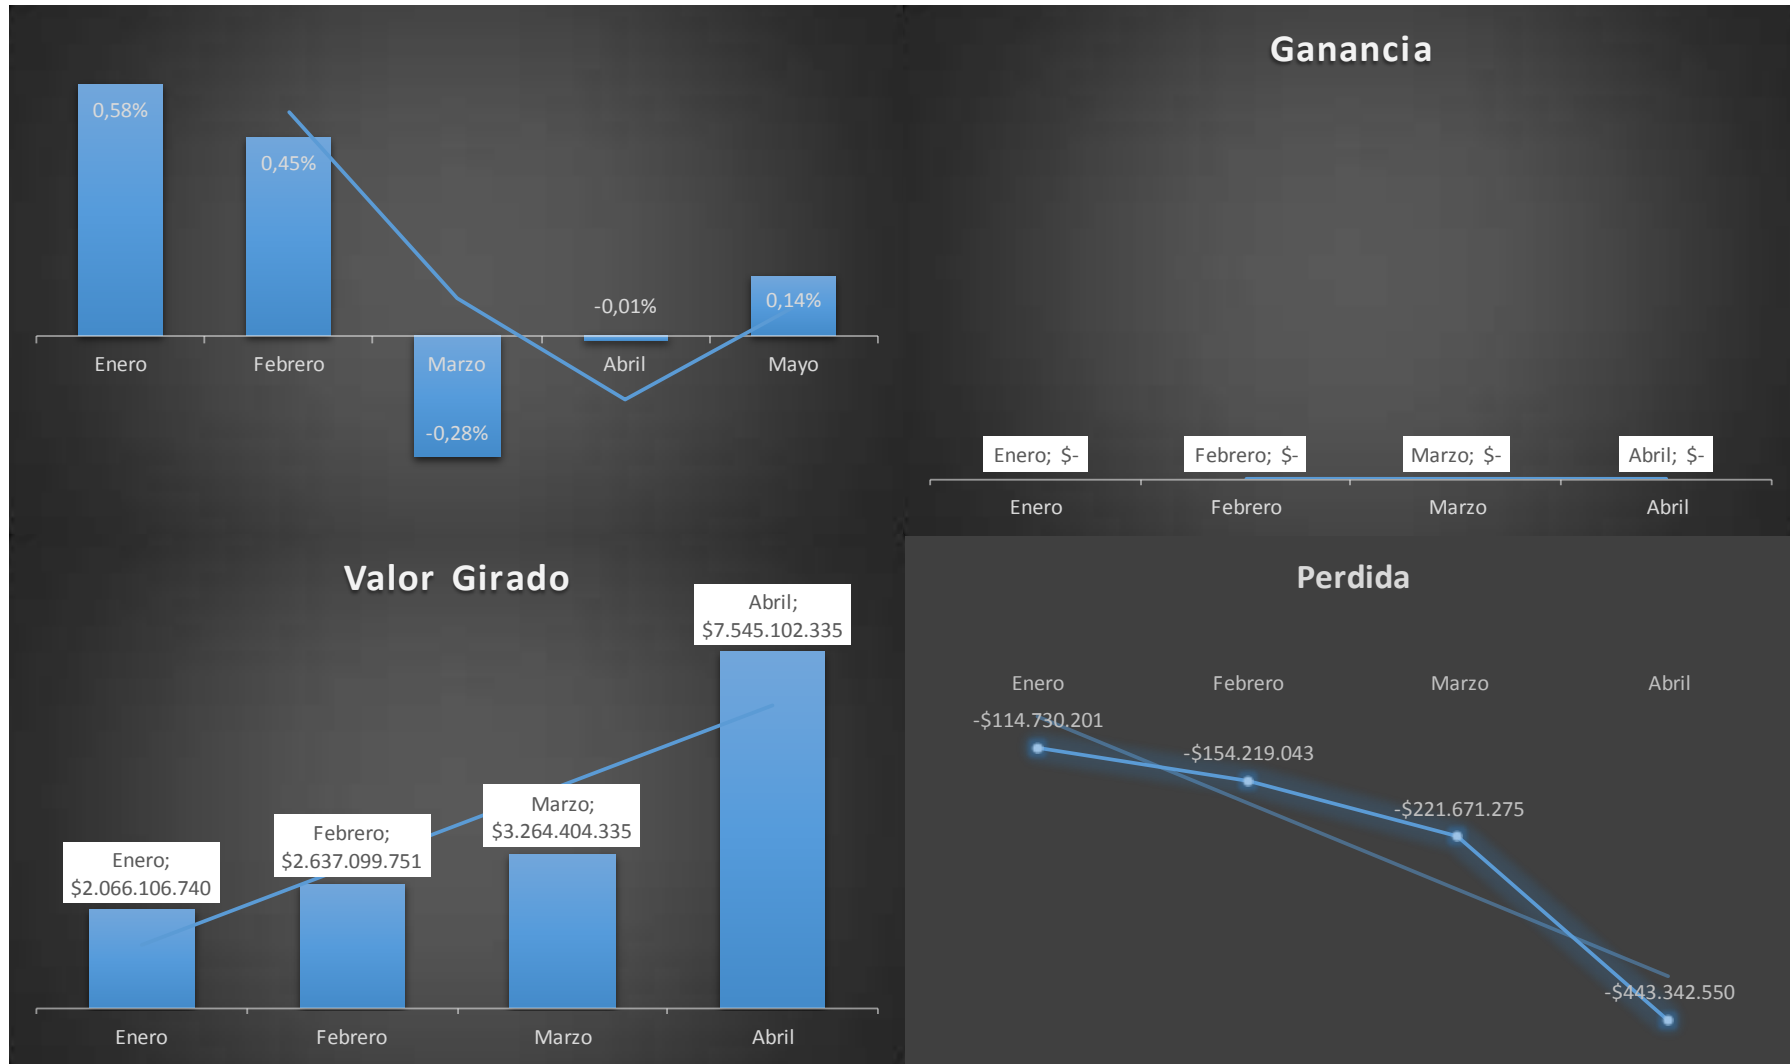 0,58%
0,45%
-0,28%
-0,01%
0,14%
Enero
Febrero
Marzo
Abril
Mayo
Ganancia
Enero; $-
Febrero; $-
Marzo; $-
Abril; $-
Enero
Febrero
Marzo
Abril
Valor Girado
Enero;
$2.066.106.740
Febrero;
$2.637.099.751
Marzo;
$3.264.404.335
Abril;
$7.545.102.335
Enero
Febrero
Marzo
Abril
Perdida
Enero
Febrero
Marzo
Abril
-$114.730.201
-$154.219.043
-$221.671.275
-$443.342.550